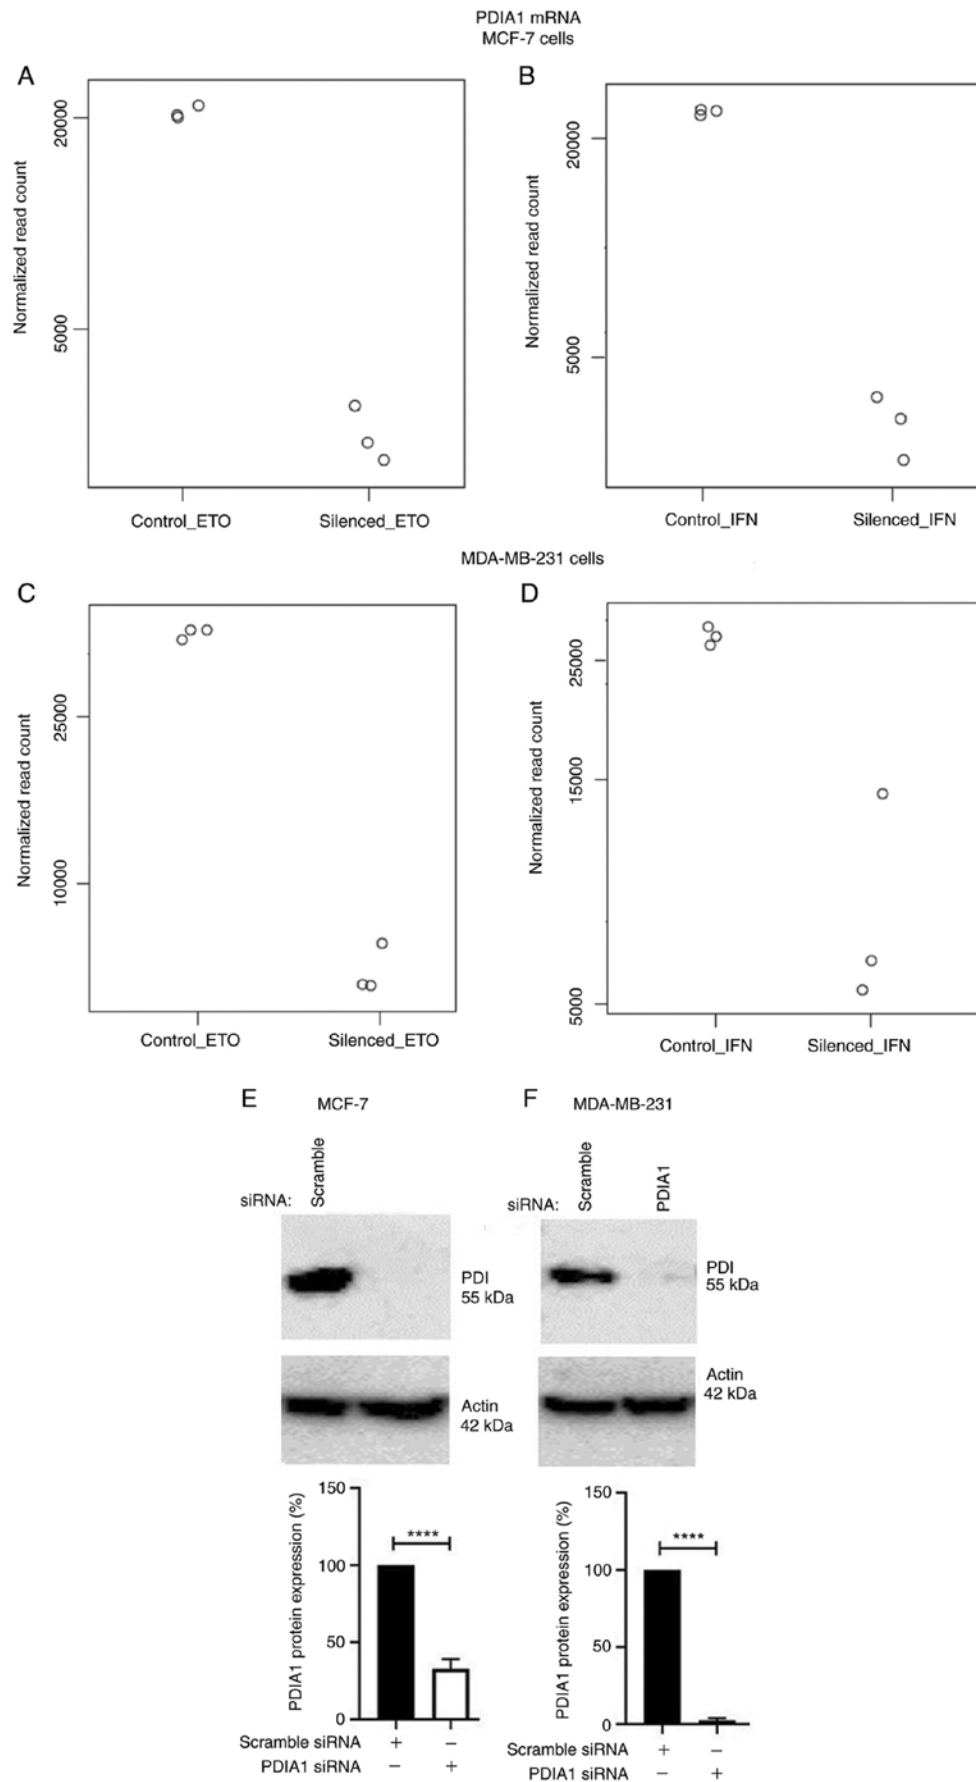 PDIA1 mRNA
MCF-7 cells
A
B
Normalized read count
20000
5000
Control_ETO
Silenced_ETO
Normalized read count
20000
5000
Control_IFN
Silenced_IFN
MDA-MB-231 cells
C
D
Normalized read count
25000
10000
Control_ETO
Silenced_ETO
Normalized read count
25000
15000
5000
Control_IFN
Silenced_IFN
E
MCF-7
siRNA:
Scramble
PDI
55 kDa
Actin
42 kDa
PDIA1 protein expression (%)
150
100
50
0
****
Scramble siRNA + −
PDIA1 siRNA − +
F
MDA-MB-231
siRNA:
Scramble
PDIA1
PDI
55 kDa
Actin
42 kDa
PDIA1 protein expression (%)
150
100
50
0
****
Scramble siRNA + −
PDIA1 siRNA − +